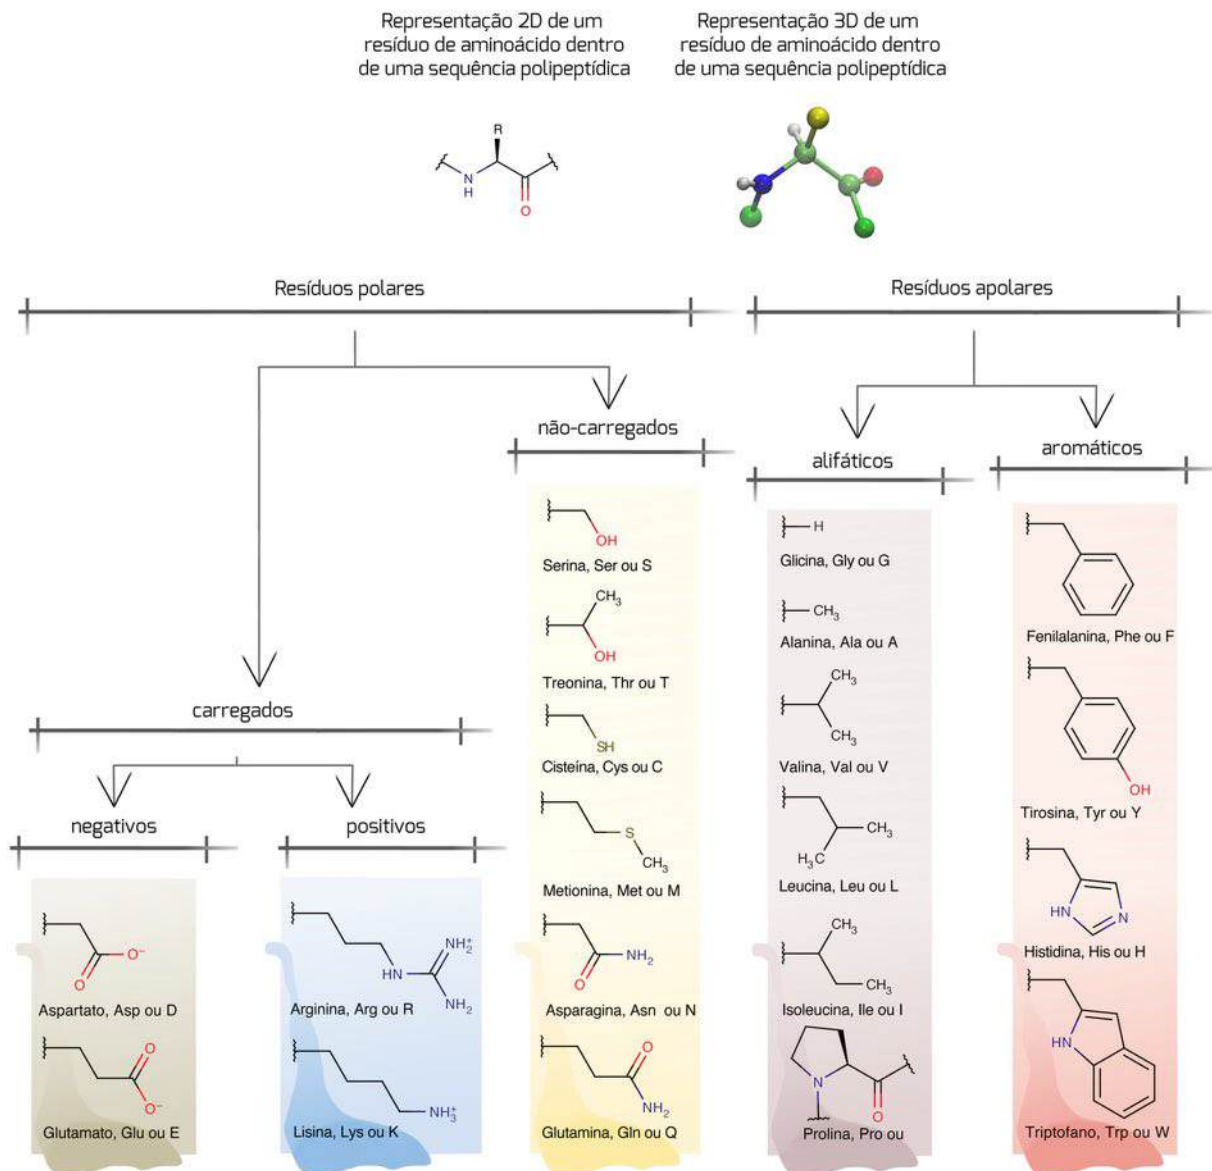 Representação 2D de um
resíduo de aminoácido dentro
de uma sequência polipeptídica
Representação 3D de um
resíduo de aminoácido dentro
de uma sequência polipeptídica
R
N
H
O
Resíduos polares
Resíduos apolares
não-carregados
alifáticos
aromáticos
carregados
negativos
positivos
O⁻
O
Aspartato, Asp ou D
O
O⁻
Glutamato, Glu ou E
NH₂⁺
HN
NH₂
Arginina, Arg ou R
NH₃⁺
Lisina, Lys ou K
OH
Serina, Ser ou S
CH₃
OH
Treonina, Thr ou T
SH
Cisteína, Cys ou C
S
CH₃
Metionina, Met ou M
NH₂
O
Asparagina, Asn ou N
O
NH₂
Glutamina, Gln ou Q
H
Glicina, Gly ou G
CH₃
Alanina, Ala ou A
CH₃
CH₃
Valina, Val ou V
CH₃
H₃C
Leucina, Leu ou L
CH₃
CH₃
Isoleucina, Ile ou I
N
O
Prolina, Pro ou
Fenilalanina, Phe ou F
OH
Tirosina, Tyr ou Y
HN
N
Histidina, His ou H
HN
Triptofano, Trp ou W